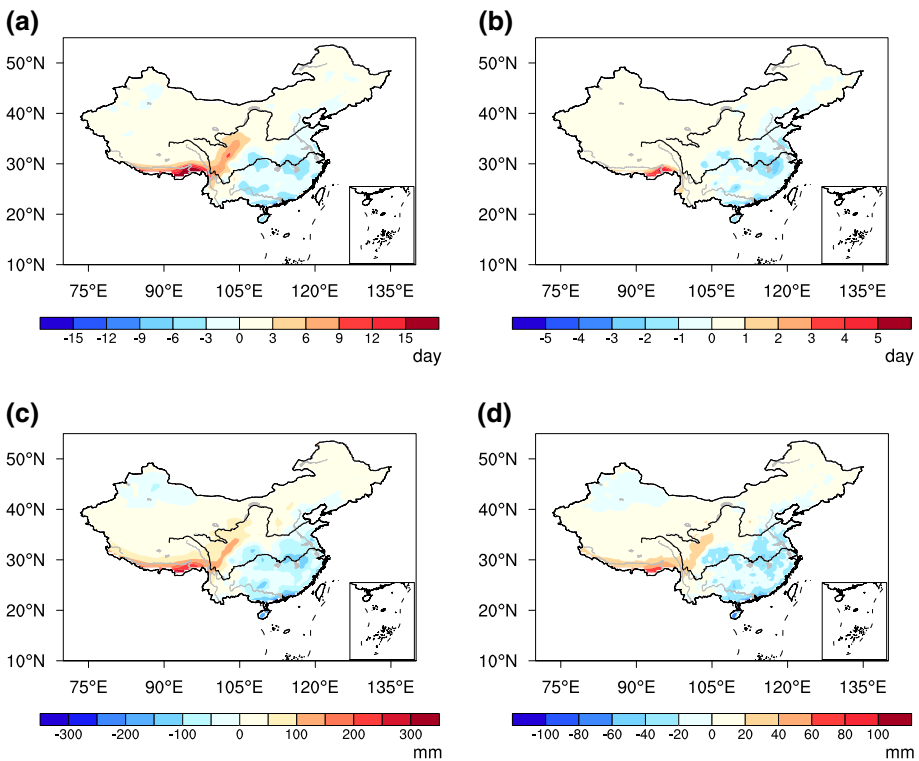 (a) (b)
50°N 50°N
40°N 40°N
30°N 30°N
20°N 20°N
10°N 10°N
75°E 90°E 105°E 120°E 135°E 75°E 90°E 105°E 120°E 135°E
-15 -12 -9 -6 -3 0 3 6 9 12 15 -5 -4 -3 -2 -1 0 1 2 3 4 5
day day
(c) (d)
50°N 50°N
40°N 40°N
30°N 30°N
20°N 20°N
10°N 10°N
75°E 90°E 105°E 120°E 135°E 75°E 90°E 105°E 120°E 135°E
-300 -200 -100 0 100 200 300 -100 -80 -60 -40 -20 0 20 40 60 80 100
mm mm